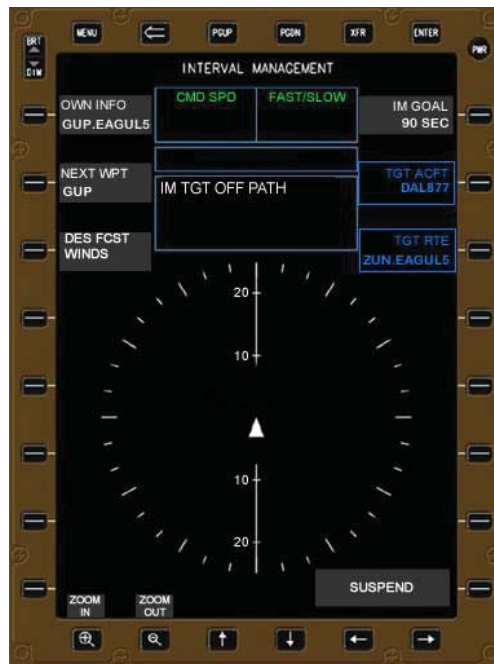 MENU
PGUP
PGDN
XFR
ENTER
BRT
DIM
PWR
INTERVAL MANAGEMENT
OWN INFO
GUP.EAGUL5
CMD SPD
FAST/SLOW
IM GOAL
90 SEC
NEXT WPT
GUP
IM TGT OFF PATH
TGT ACFT
DAL877
DES FCST
WINDS
TGT RTE
ZUN.EAGUL5
20
10
10
20
SUSPEND
ZOOM
IN
ZOOM
OUT